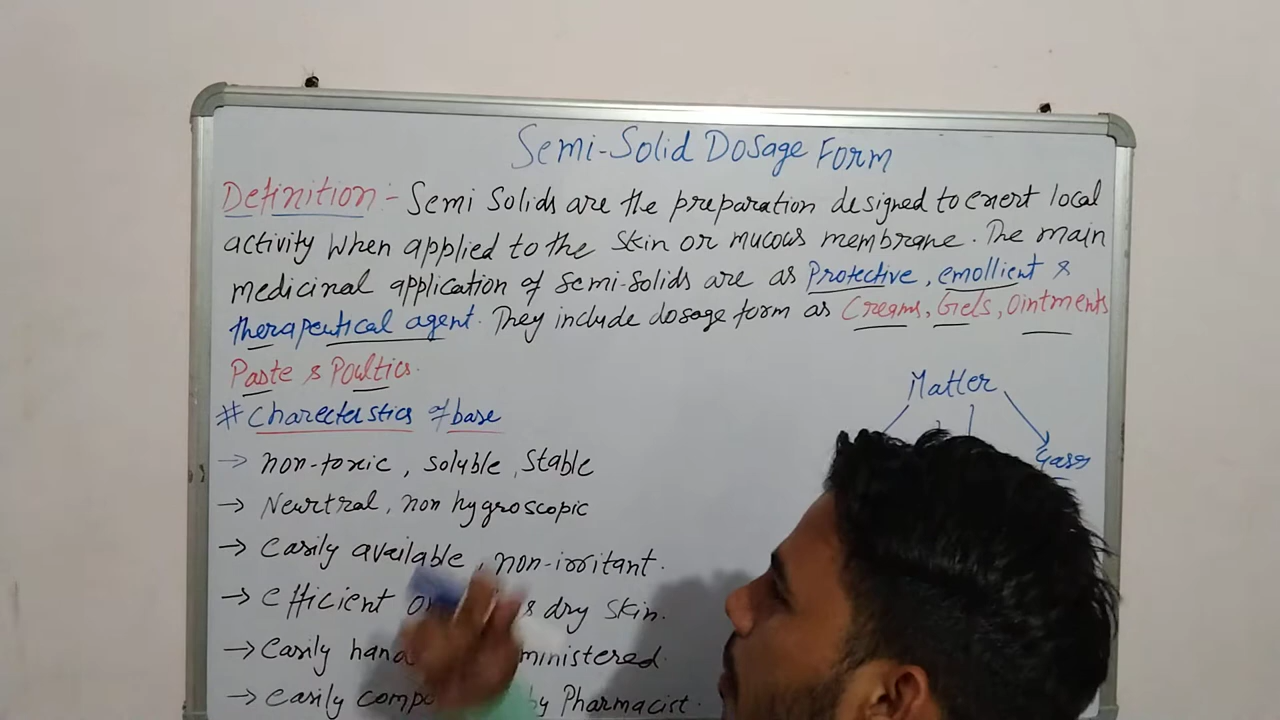 Semi-Solid Dosage Form
Definition:- Semi Solids are the preparation designed to exert local
activity when applied to the skin or mucous membrane. The main
medicinal application of semi-solids are as Protective, emollient &
therapeutical agent. They include dosage form as Creams, Gels, Ointments
Paste & Poultics.
Matter
# Charecterstics of base
Gass
→ non-toxic, soluble, stable
→ Neurtral, non hygroscopic
→ Easily available, non-irritant.
→ efficient & dry skin.
→ Easily
→ easily by Pharmacist.